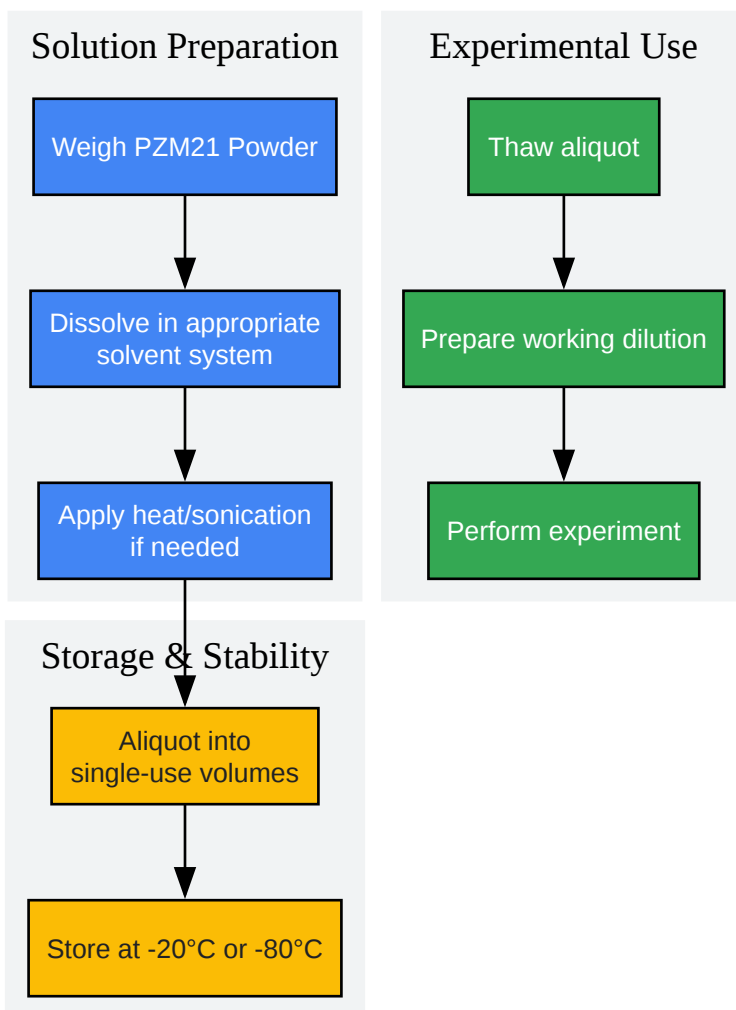 Solution Preparation
Weigh PZM21 Powder
Dissolve in appropriate
solvent system
Apply heat/sonication
if needed
Storage & Stability
Aliquot into
single-use volumes
Store at -20°C or -80°C
Experimental Use
Thaw aliquot
Prepare working dilution
Perform experiment